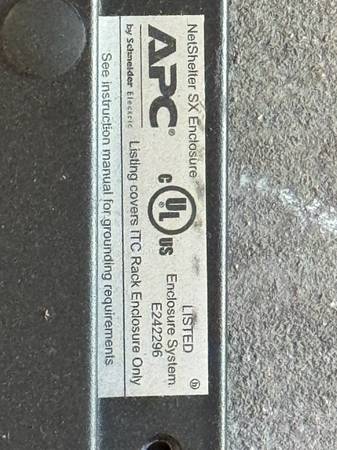 NetShelter SX Enclosure
APC®
by Schneider Electric
C UL US
LISTED
Enclosure System
E242296
Listing covers ITC Rack Enclosure Only
See instruction manual for grounding requirements